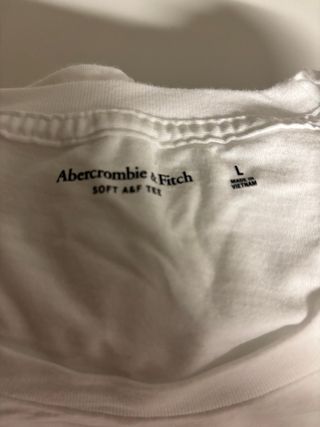 Abercrombie & Fitch
SOFT A&F TEE
L
MADE IN
VIETNAM